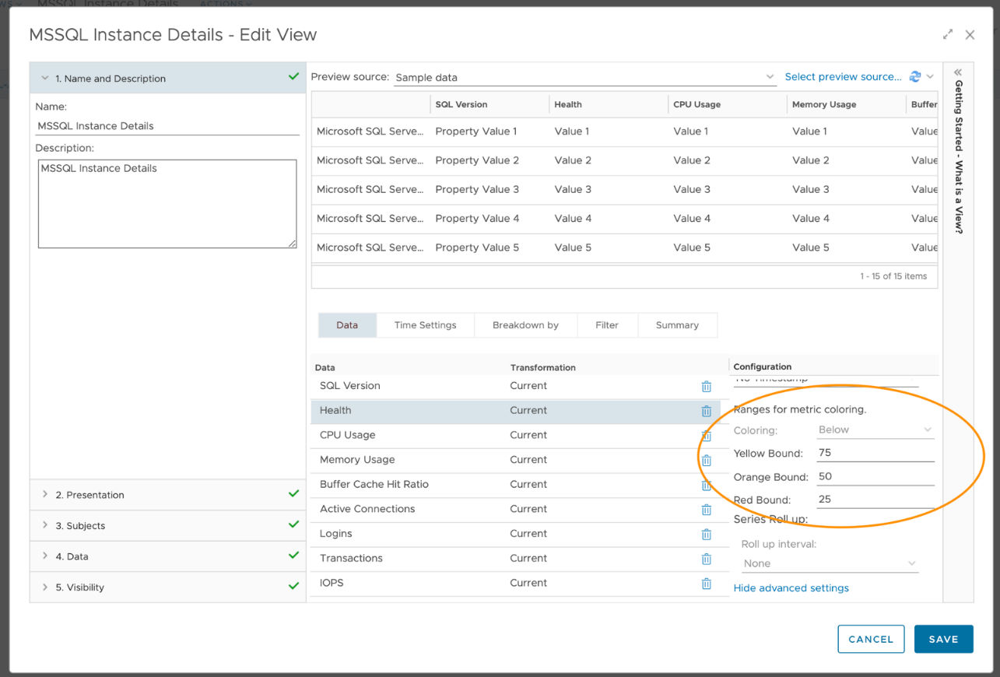 MSSQL Instance Details ACTIONS
MSSQL Instance Details - Edit View
1. Name and Description
Name:
MSSQL Instance Details
Description:
MSSQL Instance Details
2. Presentation
3. Subjects
4. Data
5. Visibility
Preview source: Sample data Select preview source...
SQL Version Health CPU Usage Memory Usage Buffer
Microsoft SQL Serve... Property Value 1 Value 1 Value 1 Value 1 Value
Microsoft SQL Serve... Property Value 2 Value 2 Value 2 Value 2 Value
Microsoft SQL Serve... Property Value 3 Value 3 Value 3 Value 3 Value
Microsoft SQL Serve... Property Value 4 Value 4 Value 4 Value 4 Value
Microsoft SQL Serve... Property Value 5 Value 5 Value 5 Value 5 Value
1 - 15 of 15 items
Data Time Settings Breakdown by Filter Summary
Data Transformation
SQL Version Current
Health Current
CPU Usage Current
Memory Usage Current
Buffer Cache Hit Ratio Current
Active Connections Current
Logins Current
Transactions Current
IOPS Current
Configuration
No Timestamp
Ranges for metric coloring.
Coloring: Below
Yellow Bound: 75
Orange Bound: 50
Red Bound: 25
Series Roll up:
Roll up interval:
None
Hide advanced settings
Getting Started - What is a View?
CANCEL SAVE